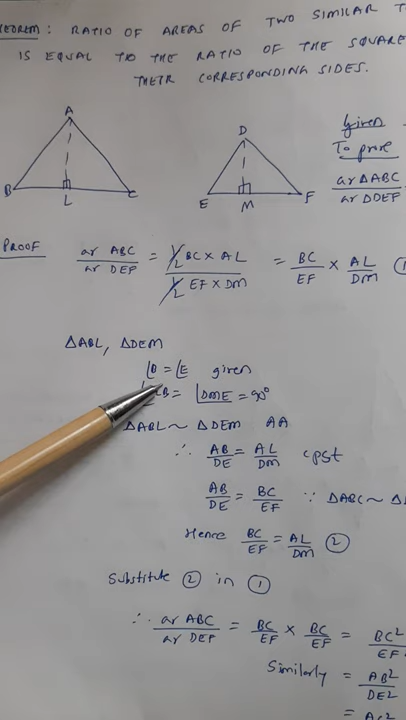 THEOREM: RATIO OF AREAS OF TWO SIMILAR
IS EQUAL TO THE RATIO OF THE SQUARE
THEIR CORRESPONDING SIDES.
A
B
L
C
D
E
M
F
Given
To prove
ar ΔABC
ar ΔDEF
PROOF
ar ABC / ar DEF = 1/2 BC × AL / 1/2 EF × DM = BC/EF × AL/DM ①
ΔABL, ΔDEM
∠B = ∠E given
B = ∠DME = 90°
ΔABL ~ ΔDEM AA
∴ AB/DE = AL/DM cpst
AB/DE = BC/EF ∵ ΔABC ~ Δ
Hence BC/EF = AL/DM ②
Substitute ② in ①
∴ ar ABC / ar DEF = BC/EF × BC/EF = BC²/EF
Similarly = AB²/DE²
= AC²